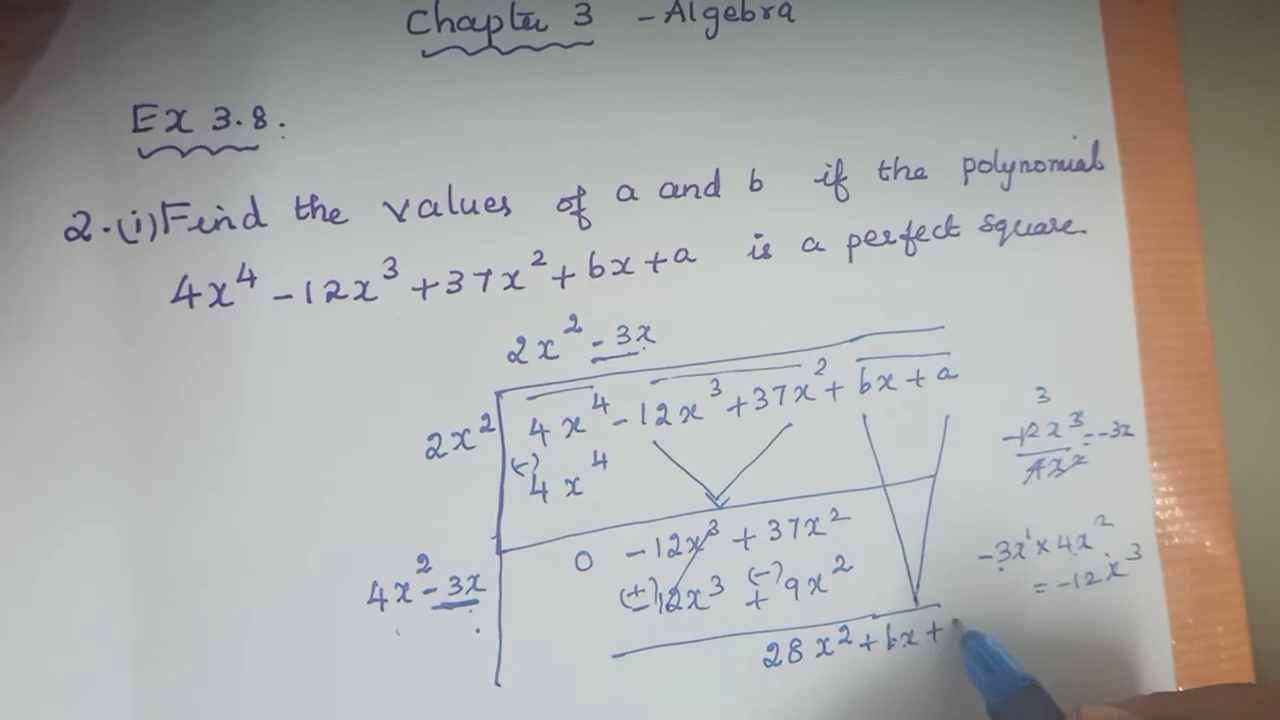 Chapter 3 - Algebra
Ex 3.8.
2.(i) Find the values of a and b if the polynomial
4x⁴ - 12x³ + 37x² + bx + a is a perfect square.
2x² - 3x
2x² 4x⁴ - 12x³ + 37x² + bx + a
(-) 4x⁴
3
-12x³/4x² = -3x
0 -12x³ + 37x²
4x² - 3x (+) - 12x³ (-) + 9x²
-3x¹ × 4x²
= -12x³
28x² + bx +